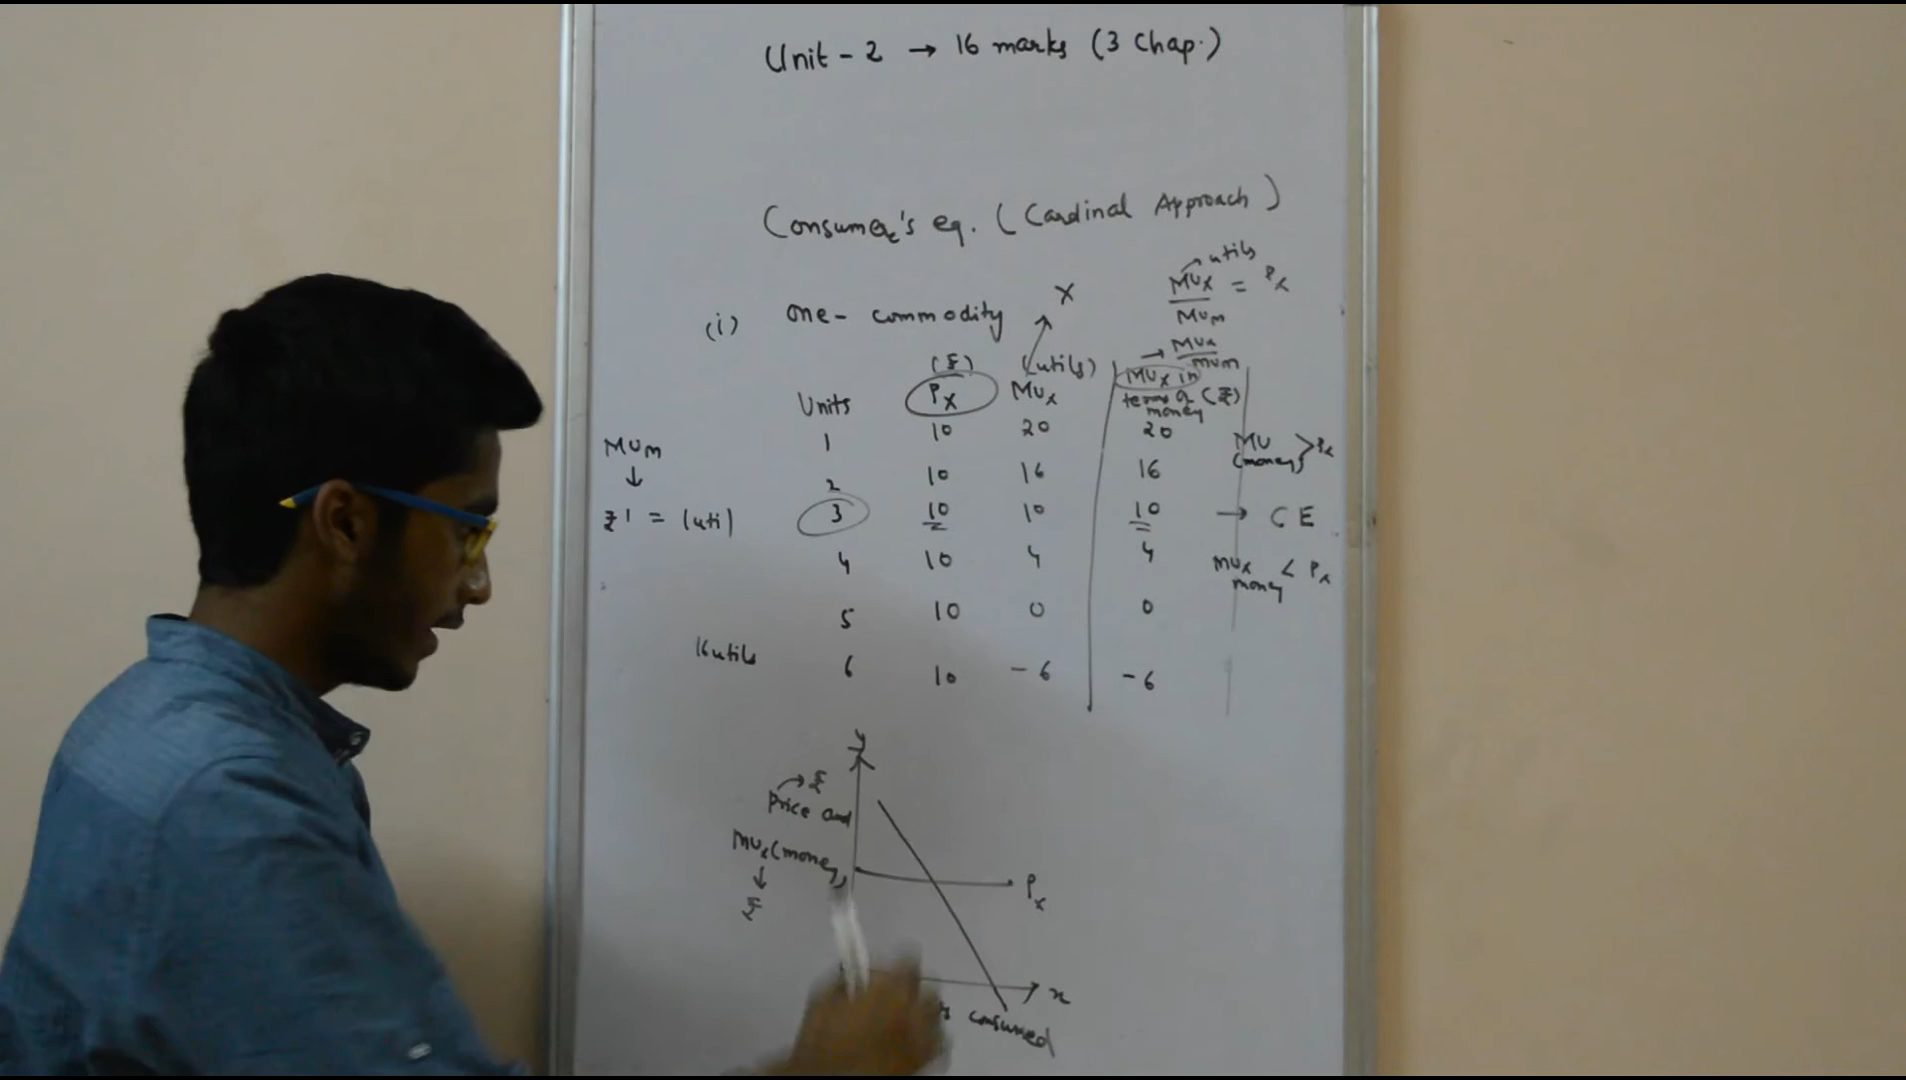 Unit - 2 → 16 marks (3 Chap.)
Consumer's eq. (Cardinal Approach)
(i) One- commodity
X
utils
MUx = Px
MUm
MUx
MUm
(₹) (utils)
Units Px MUx MUx in terms of money (₹)
1 10 20 20
2 10 16 16
3 10 10 10 → CE
4 10 4 4
5 10 0 0
6 10 -6 -6
MU (money) > Px
MUx money < Px
MUm
↓
₹1 = 1uti
16utils
y
→ ₹
Price and
MUx (money)
↓
₹
Px
x
consumed